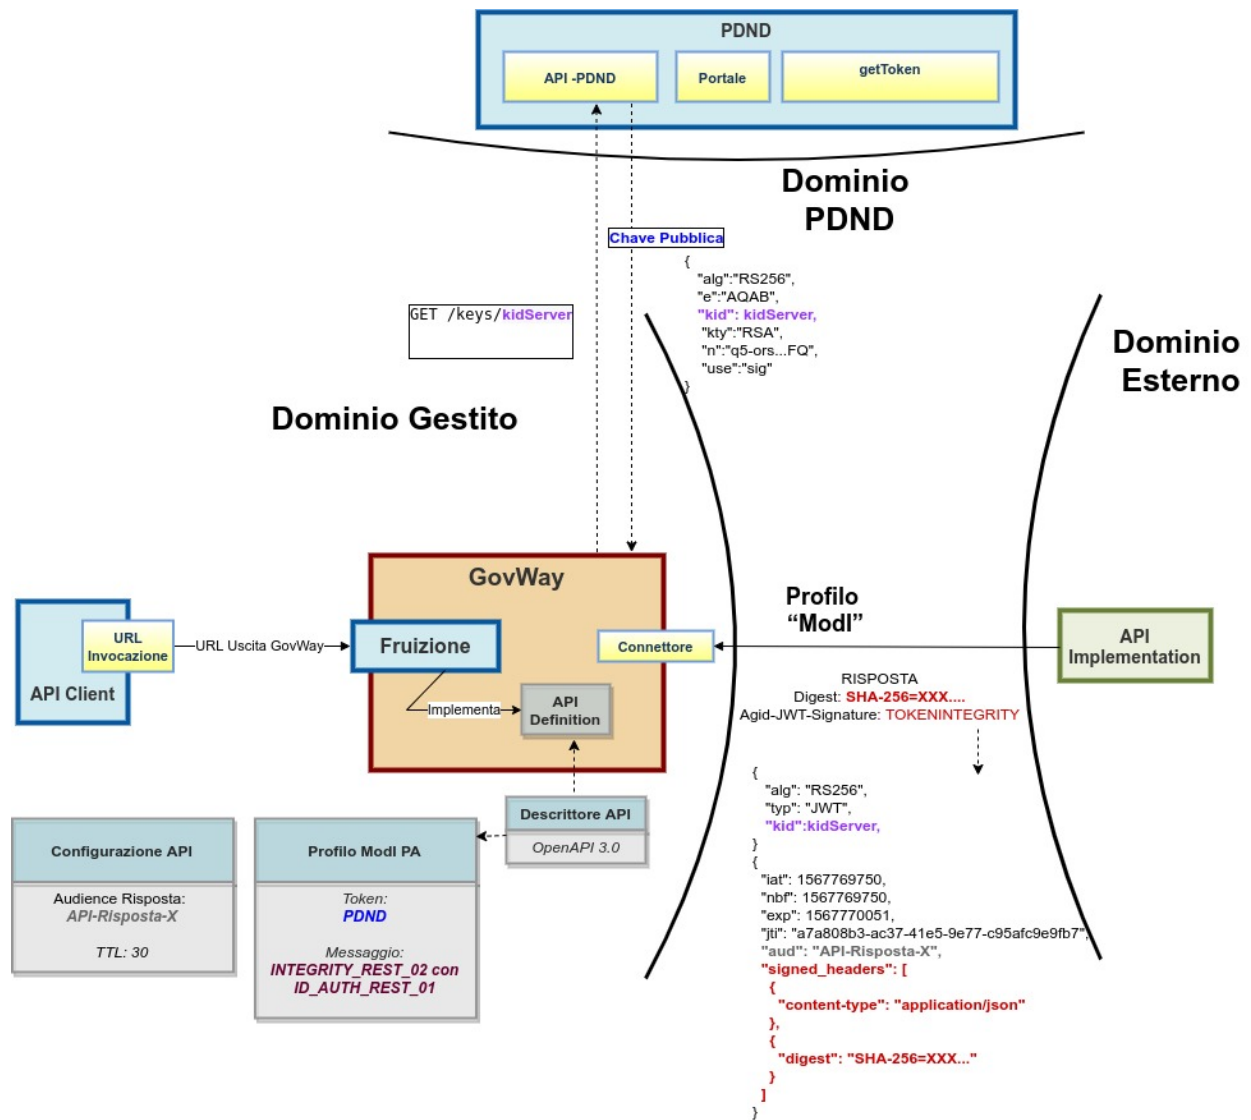 PDND
API -PDND
Portale
getToken
Dominio
PDND
Chave Pubblica
{
"alg":"RS256",
"e":"AQAB",
"kid": kidServer,
"kty":"RSA",
"n":"q5-ors...FQ",
"use":"sig"
}
GET /keys/kidServer
Dominio
Esterno
Dominio Gestito
GovWay
URL
Invocazione
API Client
URL Uscita GovWay
Fruizione
Implementa
API
Definition
Connettore
Profilo
“ModI”
API
Implementation
RISPOSTA
Digest: SHA-256=XXX....
Agid-JWT-Signature: TOKENINTEGRITY
{
"alg": "RS256",
"typ": "JWT",
"kid":kidServer,
}
{
"iat": 1567769750,
"nbf": 1567769750,
"exp": 1567770051,
"jti": "a7a808b3-ac37-41e5-9e77-c95afc9e9fb7",
"aud": "API-Risposta-X",
"signed_headers": [
{
"content-type": "application/json"
},
{
"digest": "SHA-256=XXX..."
}
]
}
Descrittore API
OpenAPI 3.0
Configurazione API
Audience Risposta:
API-Risposta-X
TTL: 30
Profilo ModI PA
Token:
PDND
Messaggio:
INTEGRITY_REST_02 con
ID_AUTH_REST_01